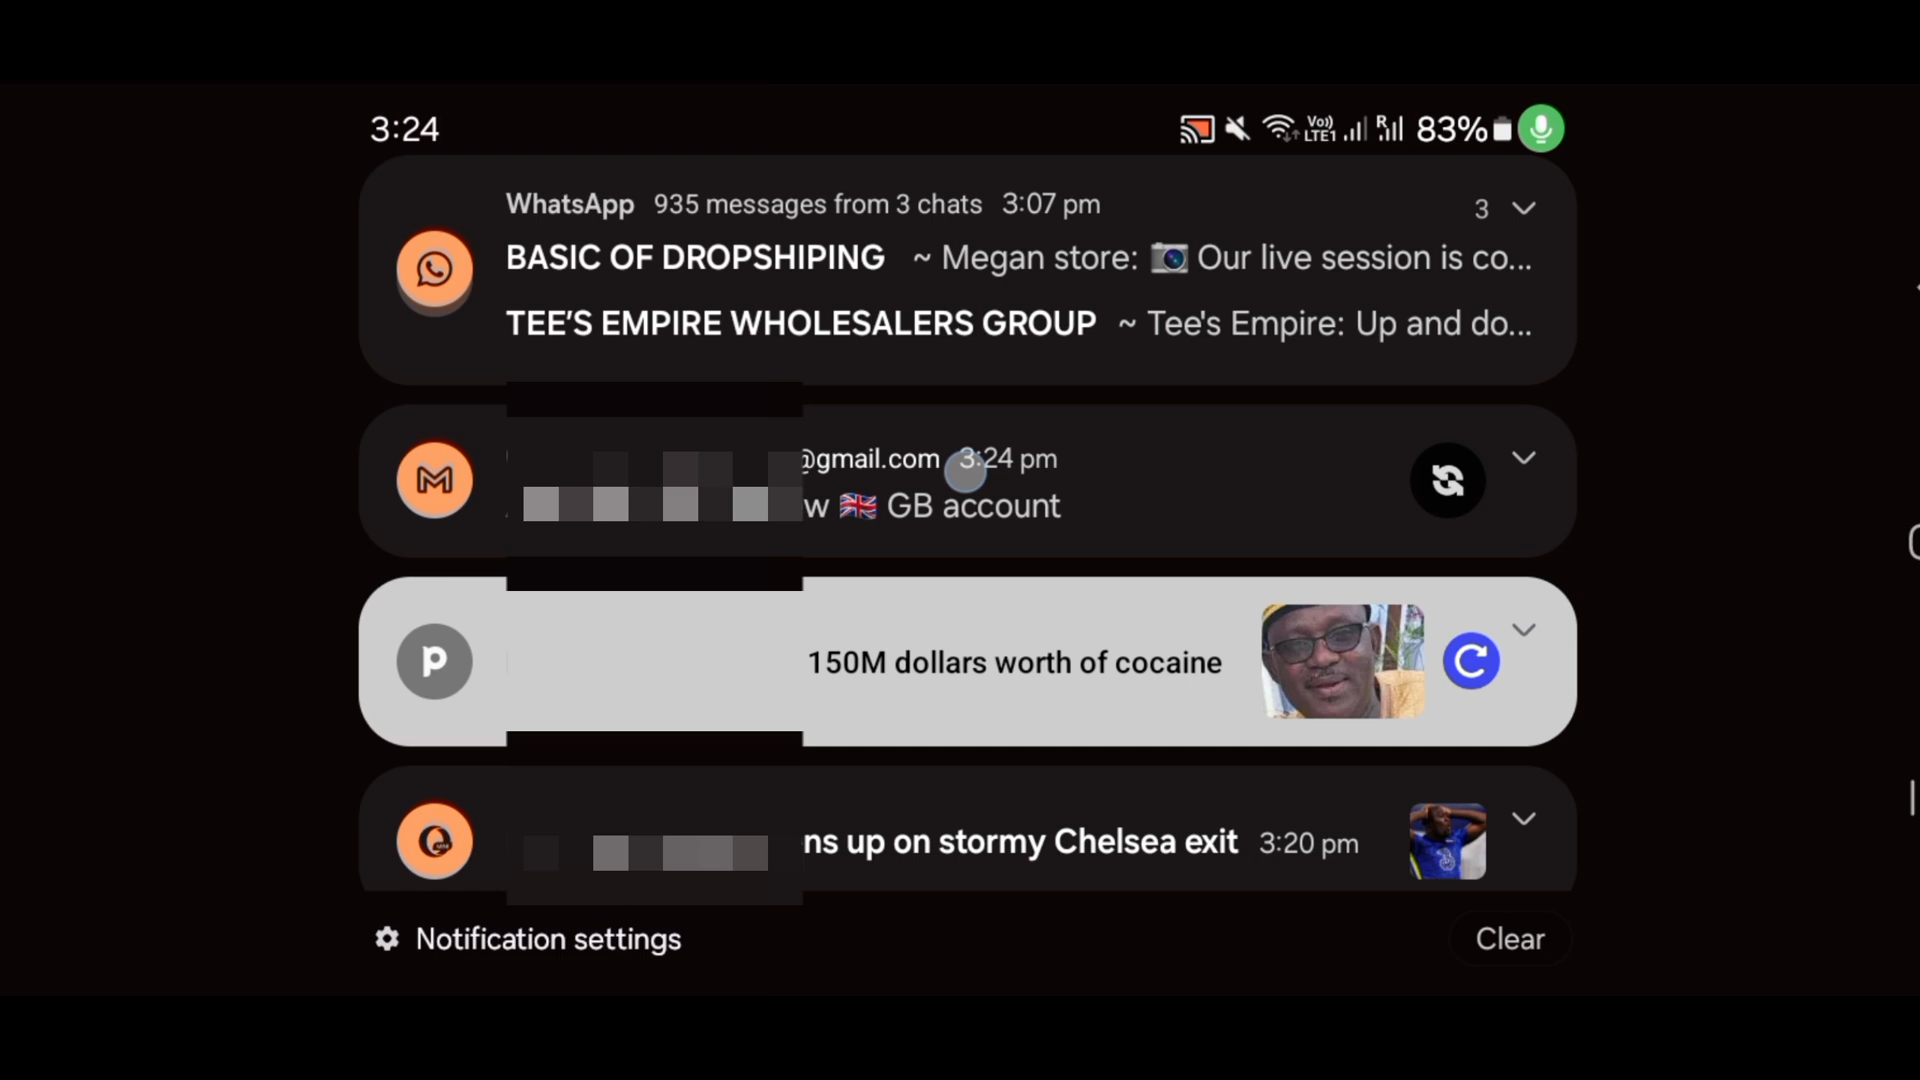 3:24 Vo)) LTE1 R 83%
WhatsApp 935 messages from 3 chats 3:07 pm 3
BASIC OF DROPSHIPING ~ Megan store: 📷 Our live session is co...
TEE'S EMPIRE WHOLESALERS GROUP ~ Tee's Empire: Up and do...
@gmail.com 3:24 pm
w 🇬🇧 GB account
150M dollars worth of cocaine
ns up on stormy Chelsea exit 3:20 pm
Notification settings
Clear